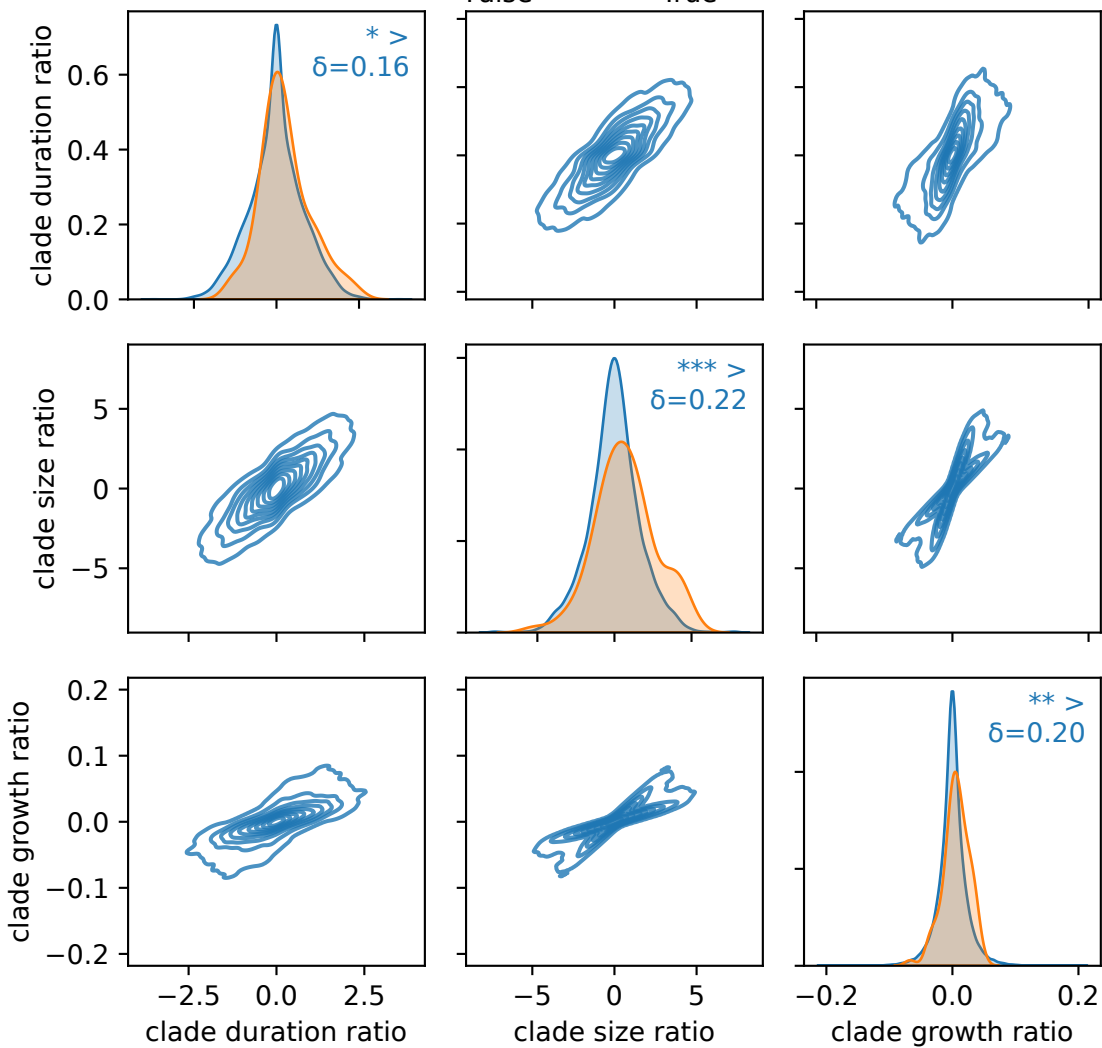 True
clade duration ratio
0.6
0.4
0.2
0.0
* >
δ=0.16
clade size ratio
5
0
−5
*** >
δ=0.22
clade growth ratio
0.2
0.1
0.0
−0.1
−0.2
** >
δ=0.20
−2.5 0.0 2.5
−5 0 5
−0.2 0.0 0.2
clade duration ratio
clade size ratio
clade growth ratio